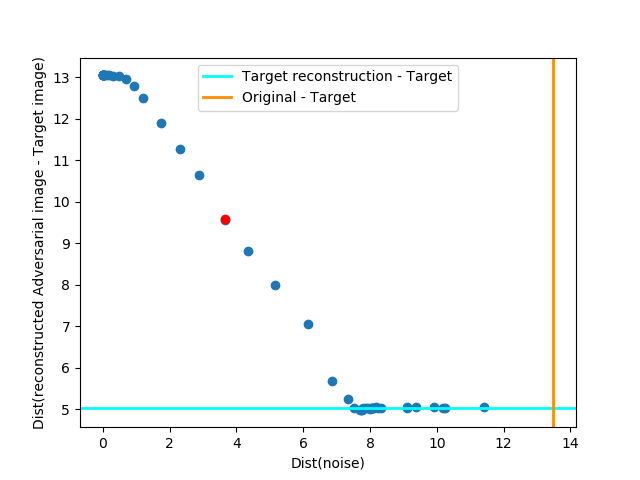 Target reconstruction - Target
Original - Target
Dist(reconstructed Adversarial image - Target image)
13
12
11
10
9
8
7
6
5
0 2 4 6 8 10 12 14
Dist(noise)